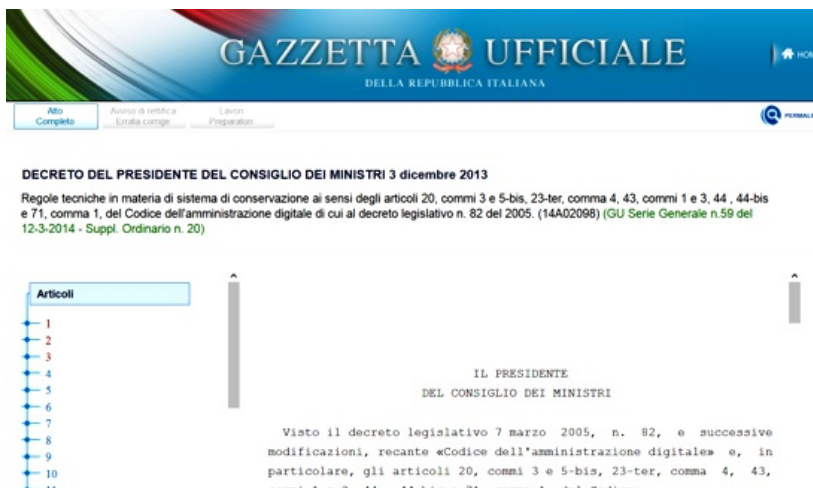 GAZZETTA UFFICIALE
DELLA REPUBBLICA ITALIANA
HOM
Atto Completo
Avviso di rettifica Errata corrige
Lavori Preparatori
PERMALI
DECRETO DEL PRESIDENTE DEL CONSIGLIO DEI MINISTRI 3 dicembre 2013
Regole tecniche in materia di sistema di conservazione ai sensi degli articoli 20, commi 3 e 5-bis, 23-ter, comma 4, 43, commi 1 e 3, 44 , 44-bis
e 71, comma 1, del Codice dell'amministrazione digitale di cui al decreto legislativo n. 82 del 2005. (14A02098) (GU Serie Generale n.59 del
12-3-2014 - Suppl. Ordinario n. 20)
Articoli
1
2
3
4
5
6
7
8
9
10
IL PRESIDENTE
DEL CONSIGLIO DEI MINISTRI
Visto il decreto legislativo 7 marzo 2005, n. 82, e successive
modificazioni, recante «Codice dell'amministrazione digitale» e, in
particolare, gli articoli 20, commi 3 e 5-bis, 23-ter, comma 4, 43,